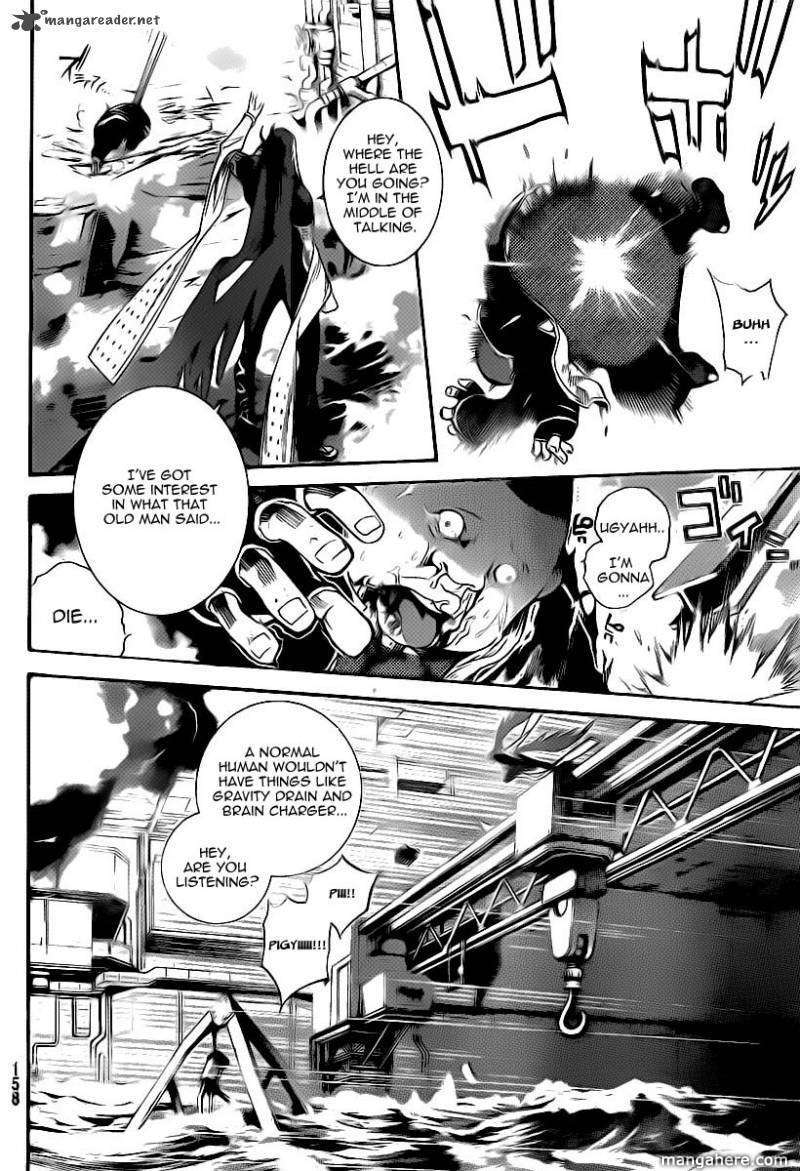 mangareader.net
BUHH
...
HEY,
WHERE THE
HELL ARE
YOU GOING?
I'M IN THE
MIDDLE OF
TALKING.
UGYAHH..
I'M
GONNA
...
I'VE GOT
SOME INTEREST
IN WHAT THAT
OLD MAN SAID...
DIE...
A NORMAL
HUMAN WOULDN'T
HAVE THINGS LIKE
GRAVITY DRAIN AND
BRAIN CHARGER...
HEY,
ARE YOU
LISTENING?
PIII!!
PIGYIIIIII!!!
158
mangahere.com